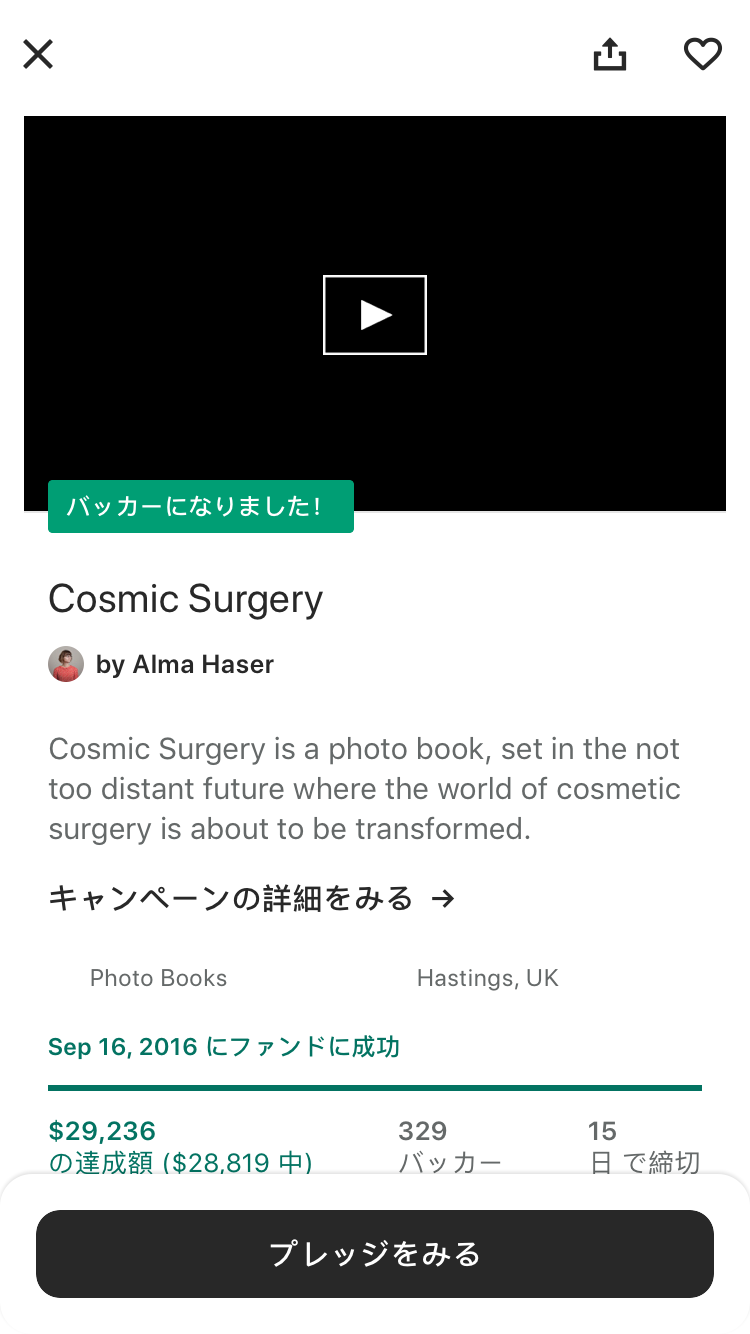 バッカーになりました!
Cosmic Surgery
by Alma Haser
Cosmic Surgery is a photo book, set in the not
too distant future where the world of cosmetic
surgery is about to be transformed.
キャンペーンの詳細をみる →
Photo Books
Hastings, UK
Sep 16, 2016 にファンドに成功
$29,236
の達成額 ($28,819 中)
329
バッカー
15
日 で締切
プレッジをみる